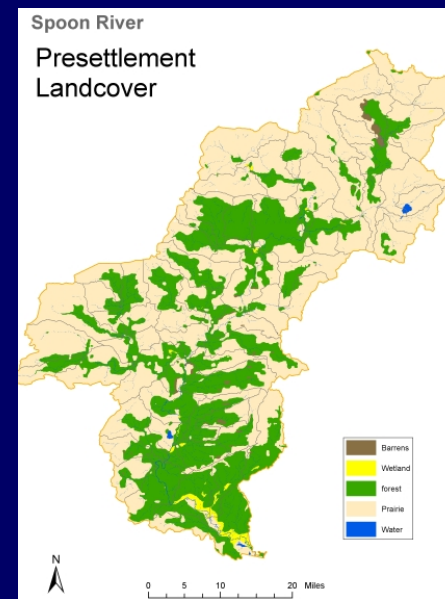 Spoon River
Presettlement
Landcover
Barrens
Wetland
forest
Prairie
Water
N
0 5 10 20 Miles